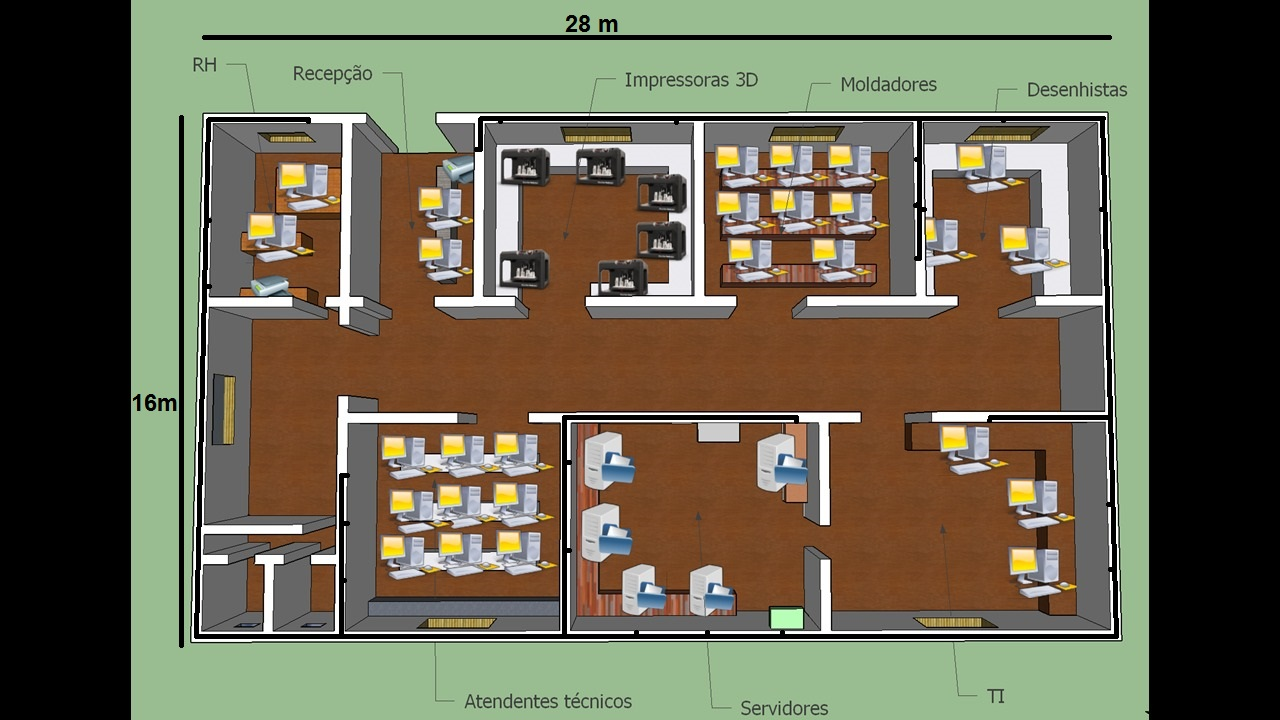 28 m
RH
Recepção
Impressoras 3D
Moldadores
Desenhistas
16m
Atendentes técnicos
Servidores
TI